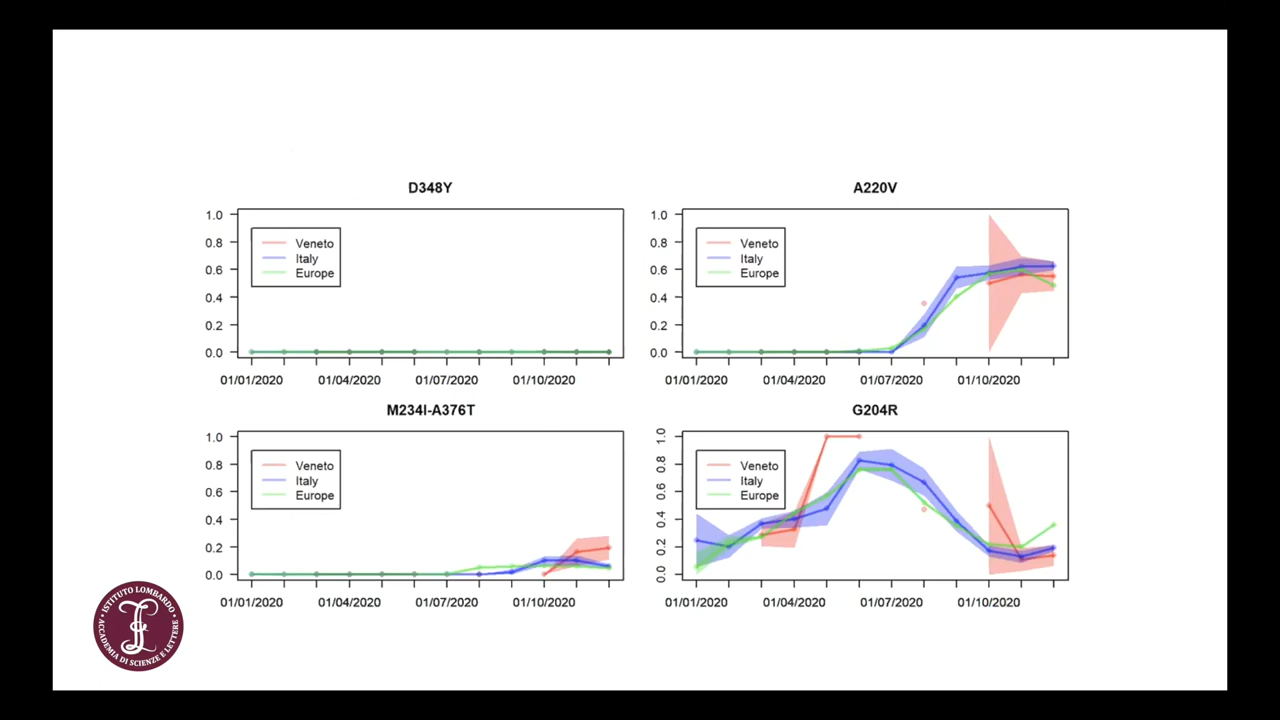 D348Y
1.0
0.8
0.6
0.4
0.2
0.0
Veneto
Italy
Europe
01/01/2020 01/04/2020 01/07/2020 01/10/2020
A220V
1.0
0.8
0.6
0.4
0.2
0.0
Veneto
Italy
Europe
01/01/2020 01/04/2020 01/07/2020 01/10/2020
M234I-A376T
1.0
0.8
0.6
0.4
0.2
0.0
Veneto
Italy
Europe
01/01/2020 01/04/2020 01/07/2020 01/10/2020
G204R
1.0
0.8
0.6
0.4
0.2
0.0
Veneto
Italy
Europe
01/01/2020 01/04/2020 01/07/2020 01/10/2020
ISTITUTO LOMBARDO
ACCADEMIA DI SCIENZE E LETTERE